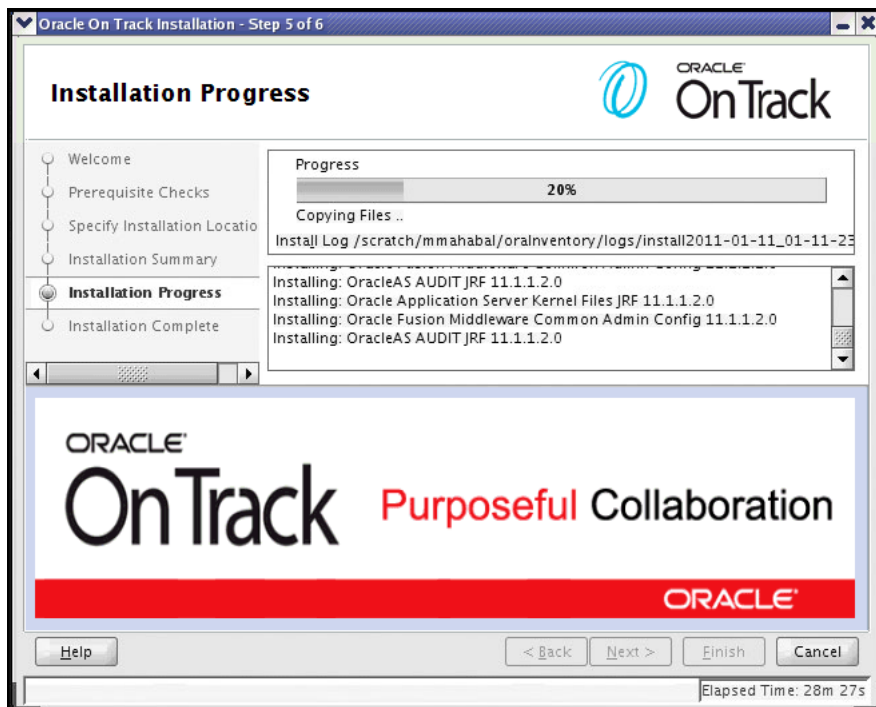 Oracle On Track Installation - Step 5 of 6
Installation Progress
ORACLE®
OnTrack
Welcome
Prerequisite Checks
Specify Installation Locatio
Installation Summary
Installation Progress
Installation Complete
Progress
20%
Copying Files ..
Install Log /scratch/mmahabal/oraInventory/logs/install2011-01-11_01-11-23
Installing: OracleAS AUDIT JRF 11.1.1.2.0
Installing: Oracle Application Server Kernel Files JRF 11.1.1.2.0
Installing: Oracle Fusion Middleware Common Admin Config 11.1.1.2.0
Installing: OracleAS AUDIT JRF 11.1.1.2.0
ORACLE®
OnTrack
Purposeful Collaboration
ORACLE®
Help
< Back
Next >
Finish
Cancel
Elapsed Time: 28m 27s